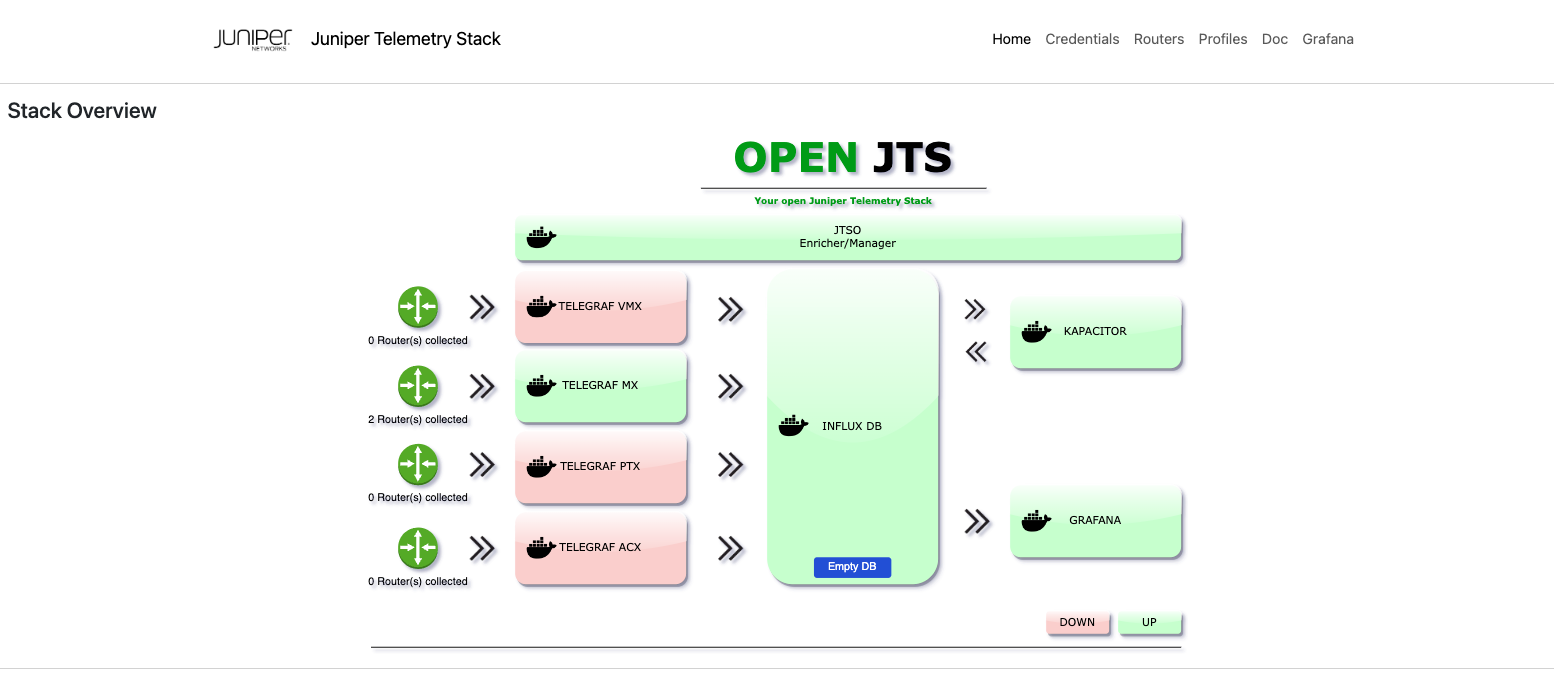 JUNIPER
NETWORKS
Juniper Telemetry Stack
Home
Credentials
Routers
Profiles
Doc
Grafana
Stack Overview
OPEN JTS
Your open Juniper Telemetry Stack
JTSO
Enricher/Manager
TELEGRAF VMX
0 Router(s) collected
TELEGRAF MX
2 Router(s) collected
TELEGRAF PTX
0 Router(s) collected
TELEGRAF ACX
0 Router(s) collected
INFLUX DB
Empty DB
KAPACITOR
GRAFANA
DOWN
UP